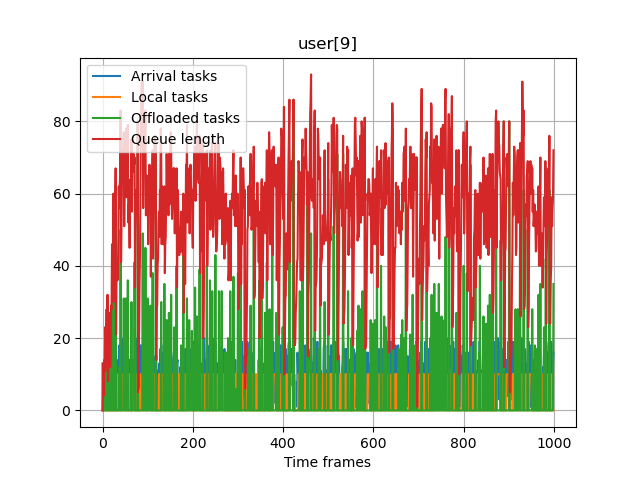 user[9]
Arrival tasks
Local tasks
Offloaded tasks
Queue length
80
60
40
20
0
0 200 400 600 800 1000
Time frames